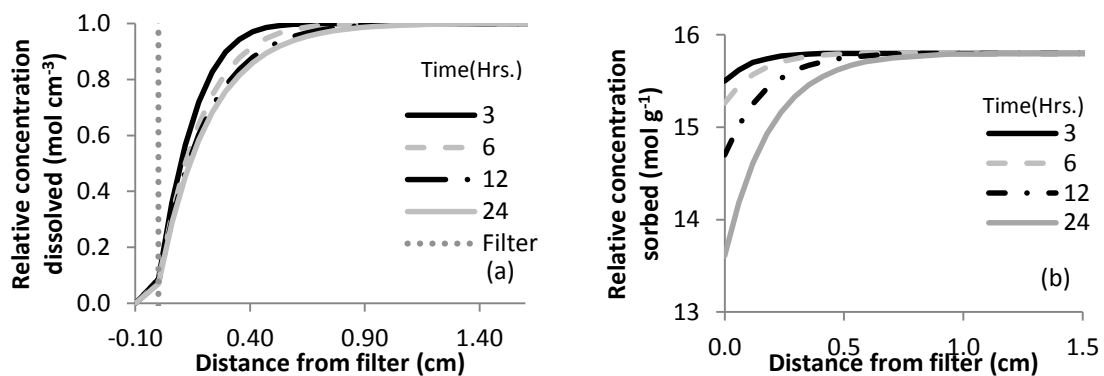 Relative concentration
dissolved (mol cm⁻³)
1.0
0.8
0.6
0.4
0.2
0.0
-0.10
0.40
0.90
1.40
Distance from filter (cm)
Time(Hrs.)
3
6
12
24
Filter
(a)
Relative concentration
sorbed (mol g⁻¹)
16
15
14
13
0.0
0.5
1.0
1.5
Distance from filter (cm)
Time(Hrs.)
3
6
12
24
(b)